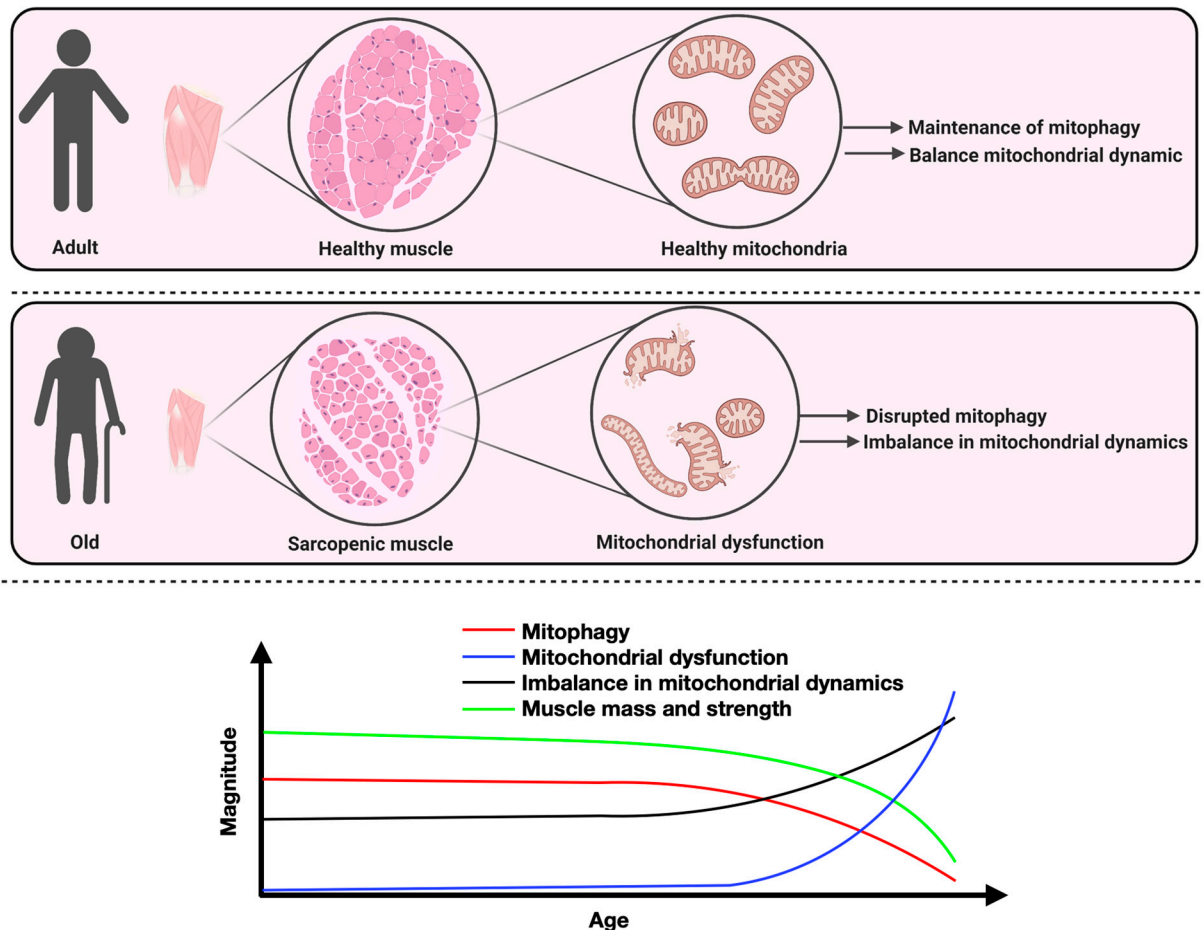 Maintenance of mitophagy
Balance mitochondrial dynamic
Adult
Healthy muscle
Healthy mitochondria
Disrupted mitophagy
Imbalance in mitochondrial dynamics
Old
Sarcopenic muscle
Mitochondrial dysfunction
Mitophagy
Mitochondrial dysfunction
Imbalance in mitochondrial dynamics
Muscle mass and strength
Magnitude
Age